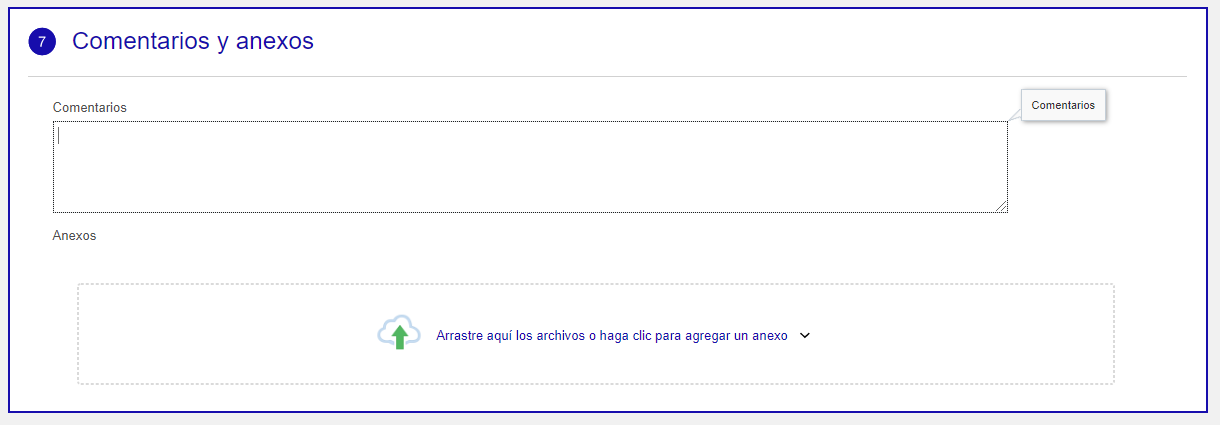 7 Comentarios y anexos
Comentarios
Comentarios
Anexos
Arrastre aquí los archivos o haga clic para agregar un anexo